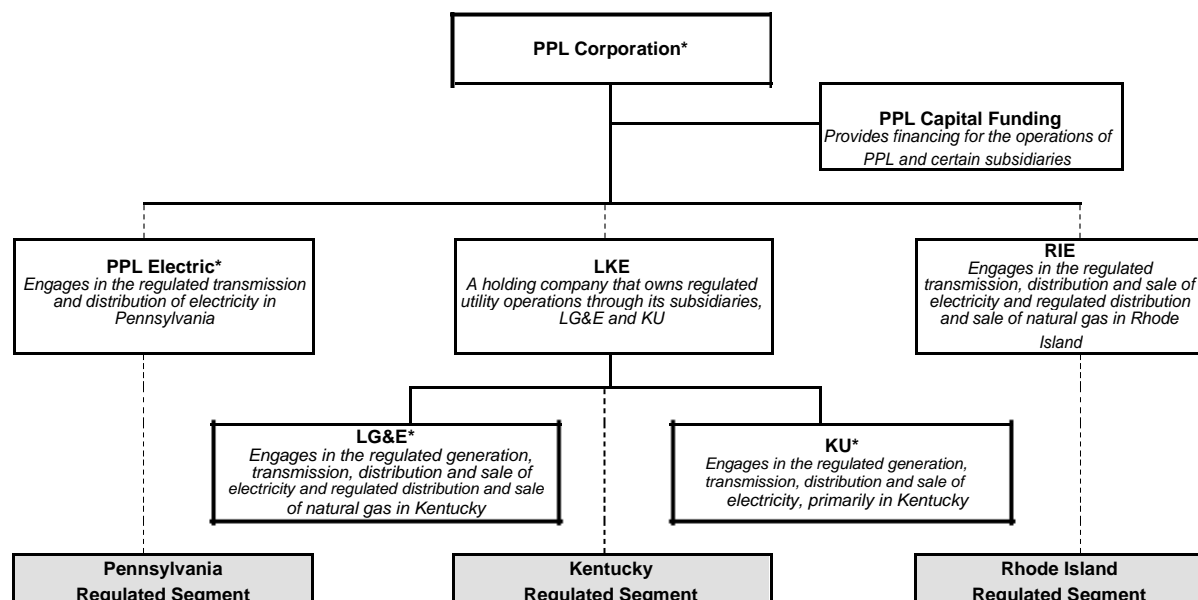 PPL Corporation*
PPL Capital Funding
Provides financing for the operations of
PPL and certain subsidiaries
PPL Electric*
Engages in the regulated transmission
and distribution of electricity in
Pennsylvania
LKE
A holding company that owns regulated
utility operations through its subsidiaries,
LG&E and KU
RIE
Engages in the regulated
transmission, distribution and sale of
electricity and regulated distribution
and sale of natural gas in Rhode
Island
LG&E*
Engages in the regulated generation,
transmission, distribution and sale of
electricity and regulated distribution and sale
of natural gas in Kentucky
KU*
Engages in the regulated generation,
transmission, distribution and sale of
electricity, primarily in Kentucky
Pennsylvania
Regulated Segment
Kentucky
Regulated Segment
Rhode Island
Regulated Segment